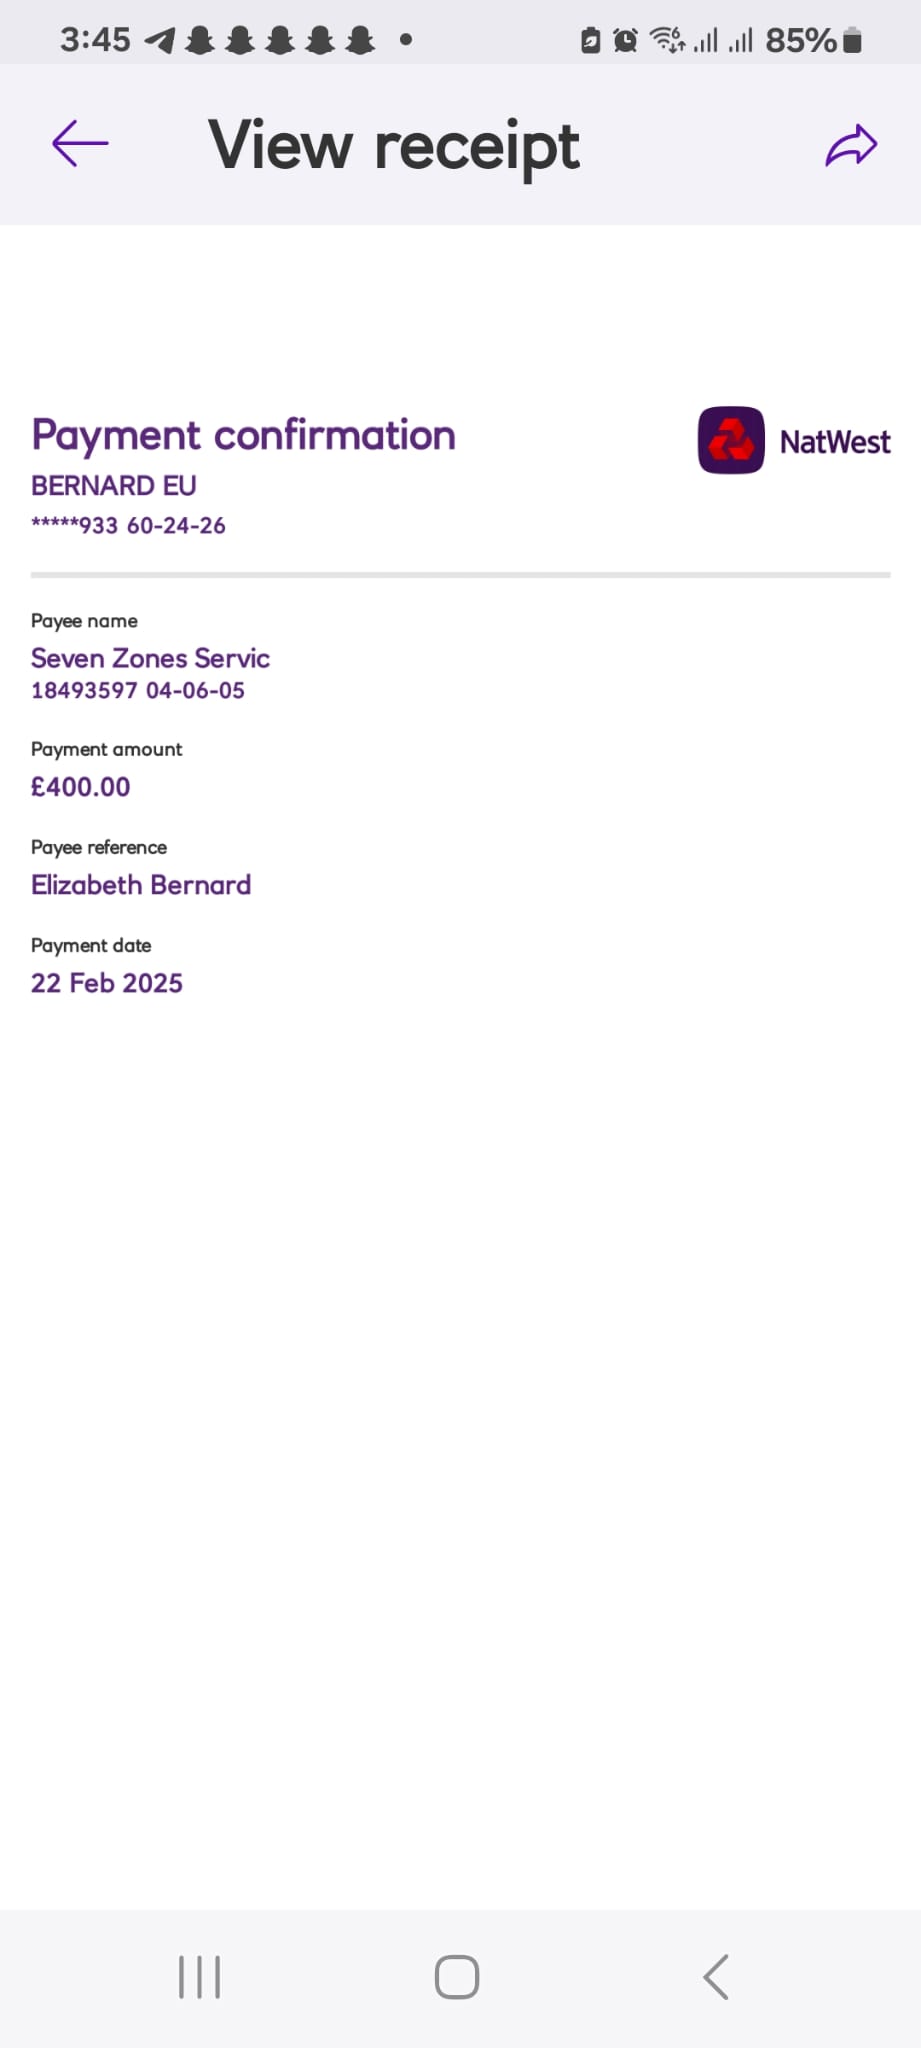 3:45
85%
View receipt
Payment confirmation
NatWest
BERNARD EU
*****933 60-24-26
Payee name
Seven Zones Servic
18493597 04-06-05
Payment amount
£400.00
Payee reference
Elizabeth Bernard
Payment date
22 Feb 2025